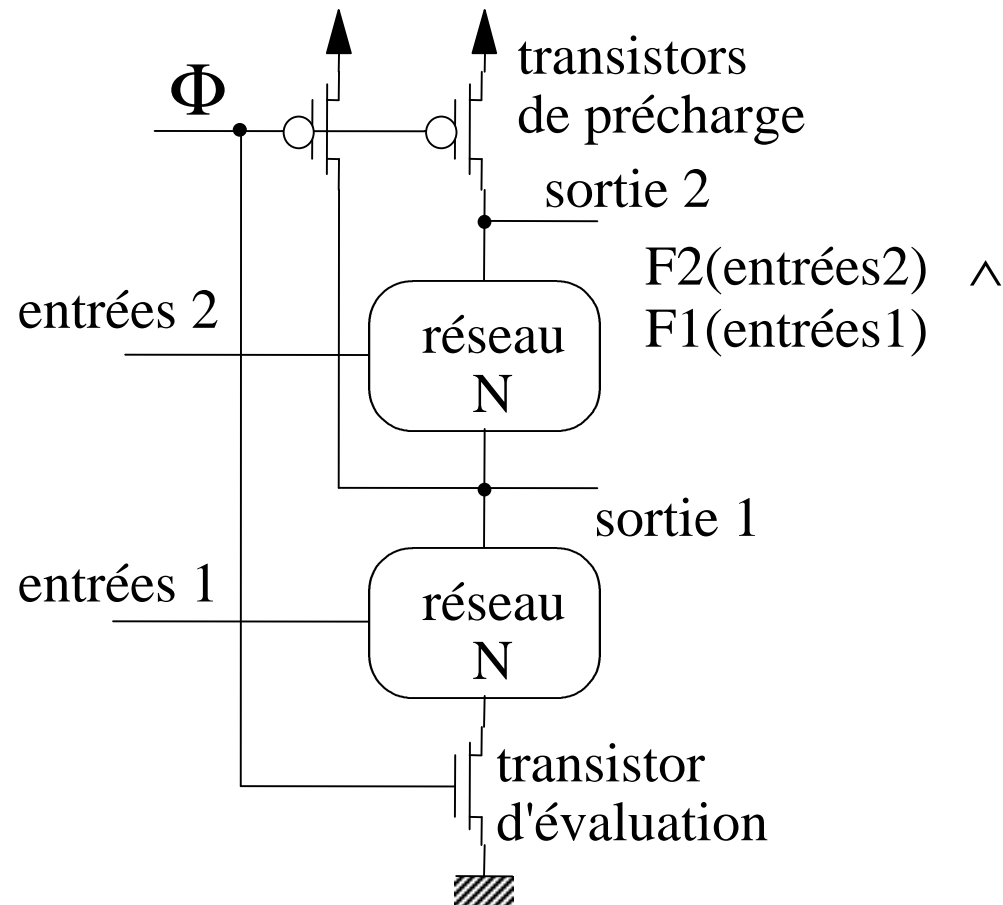 Φ
transistors
de précharge
sortie 2
F2(entrées2) ∧
F1(entrées1)
entrées 2
réseau
N
sortie 1
entrées 1
réseau
N
transistor
d'évaluation